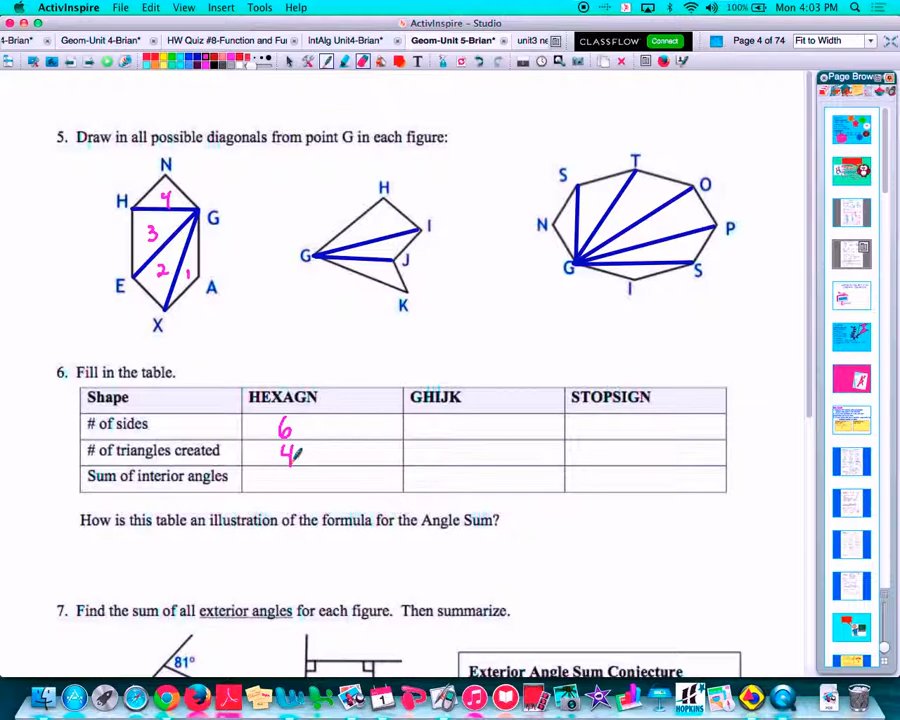 ActivInspire File Edit View Insert Tools Help 100% Mon 4:03 PM
ActivInspire - Studio
4-Brian* Geom-Unit 4-Brian* HW Quiz #8-Function and Fu IntAlg Unit4-Brian* Geom-Unit 5-Brian* unit3 ne CLASSFLOW Connect Page 4 of 74 Fit to Width
T
Page Brow
5. Draw in all possible diagonals from point G in each figure:
N H G E A X 4 3 2 1
H I G J K
S T O N P G S I
6. Fill in the table.
Shape HEXAGN GHIJK STOPSIGN
# of sides 6
# of triangles created 4
Sum of interior angles
How is this table an illustration of the formula for the Angle Sum?
7. Find the sum of all exterior angles for each figure. Then summarize.
81°
Exterior Angle Sum Conjecture
HOPKINS